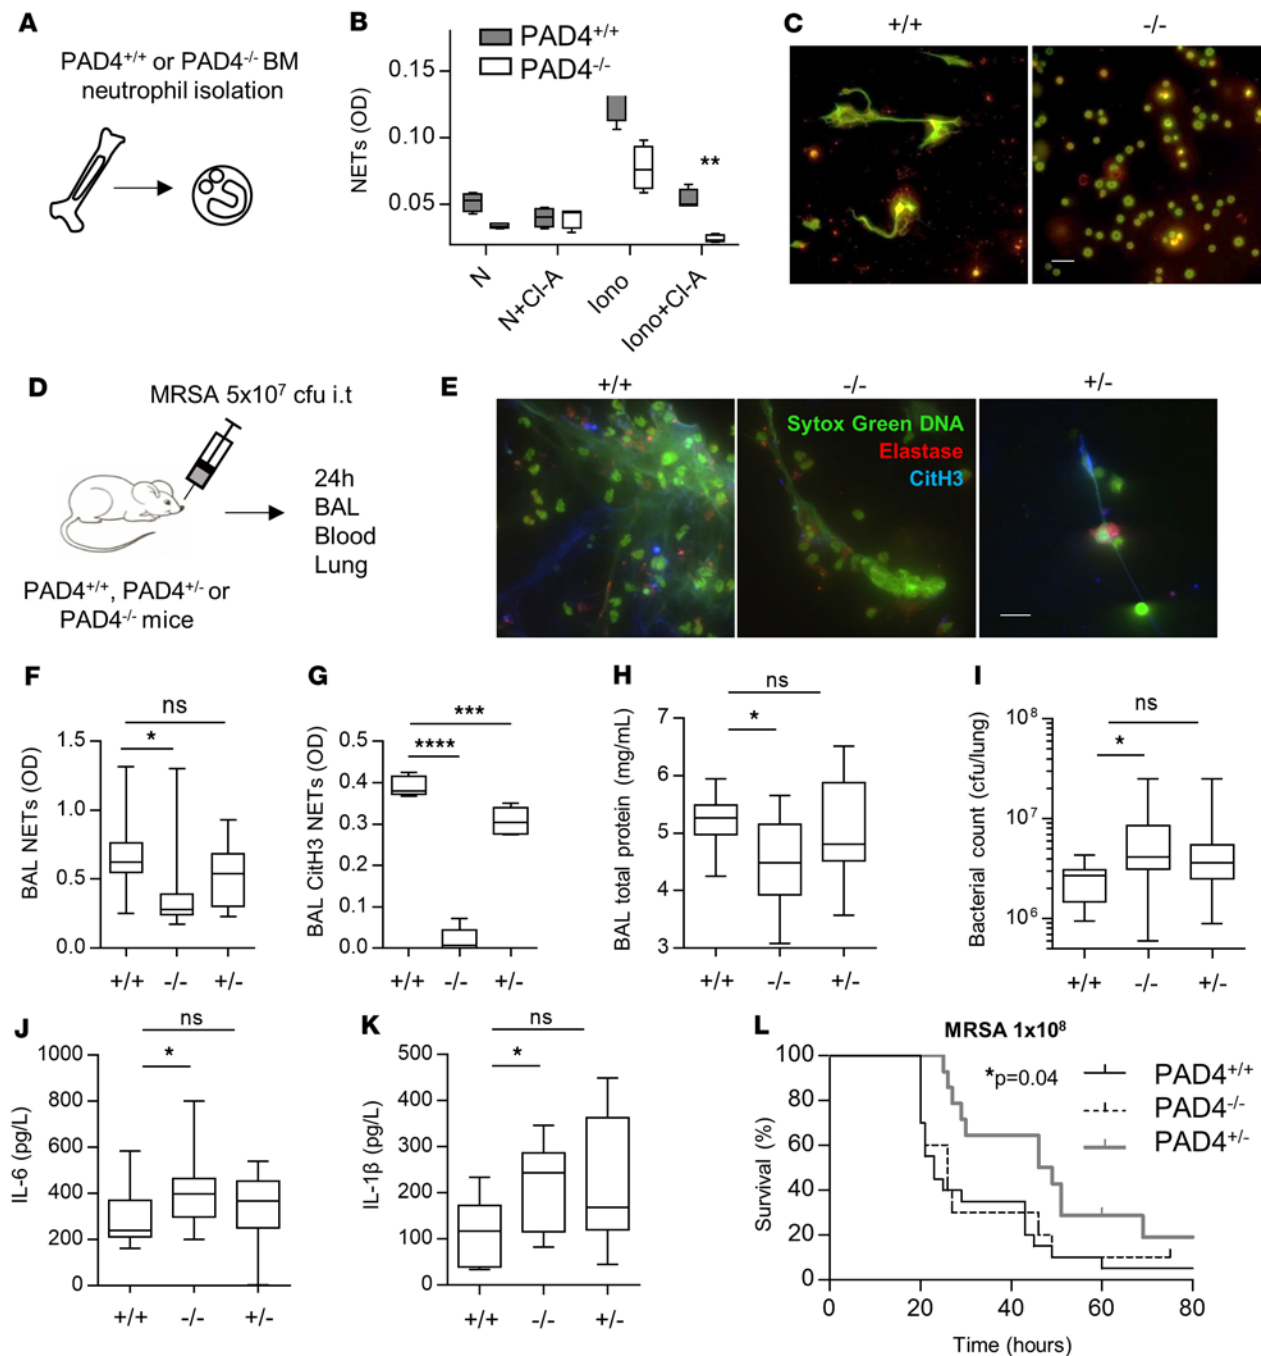 A
PAD4+/+ or PAD4-/- BM
neutrophil isolation
B
PAD4+/+
PAD4-/-
NETs (OD)
0.15
0.10
0.05
**
N
N+Cl-A
Iono
Iono+Cl-A
C
+/+
-/-
D
MRSA 5x10⁷ cfu i.t
24h
BAL
Blood
Lung
PAD4+/+, PAD4+/- or
PAD4-/- mice
E
+/+
-/-
+/-
Sytox Green DNA
Elastase
CitH3
F
ns
*
BAL NETs (OD)
1.5
1.0
0.5
0.0
+/+
-/-
+/-
G
***
****
BAL CitH3 NETs (OD)
0.5
0.4
0.3
0.2
0.1
0.0
+/+
-/-
+/-
H
ns
*
BAL total protein (mg/mL)
7
6
5
4
3
+/+
-/-
+/-
I
ns
*
Bacterial count (cfu/lung)
10⁸
10⁷
10⁶
+/+
-/-
+/-
J
ns
*
IL-6 (pg/L)
1000
800
600
400
200
0
+/+
-/-
+/-
K
ns
*
IL-1β (pg/L)
500
400
300
200
100
0
+/+
-/-
+/-
L
MRSA 1x10⁸
*p=0.04
PAD4+/+
PAD4-/-
PAD4+/-
Survival (%)
100
80
60
40
20
0
0
20
40
60
80
Time (hours)